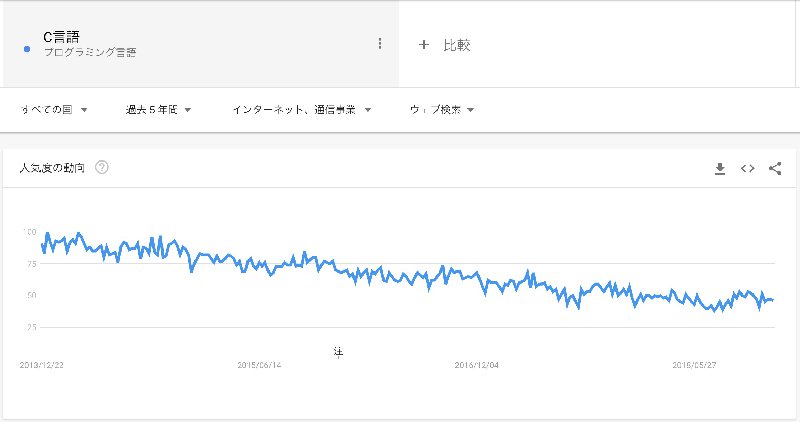 C言語
プログラミング言語
+ 比較
すべての国
過去５年間
インターネット、通信事業
ウェブ検索
人気度の動向 ?
100
75
50
25
注
2013/12/22 2015/06/14 2016/12/04 2018/05/27